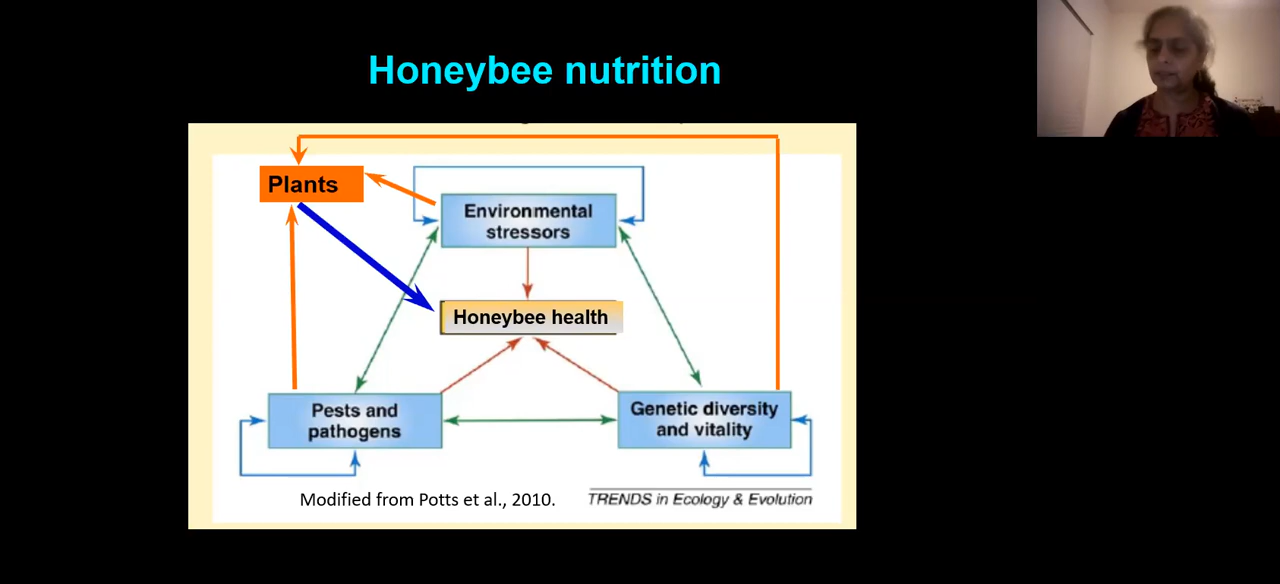 Honeybee nutrition
Plants
Environmental
stressors
Honeybee health
Pests and
pathogens
Genetic diversity
and vitality
Modified from Potts et al., 2010.
TRENDS in Ecology & Evolution